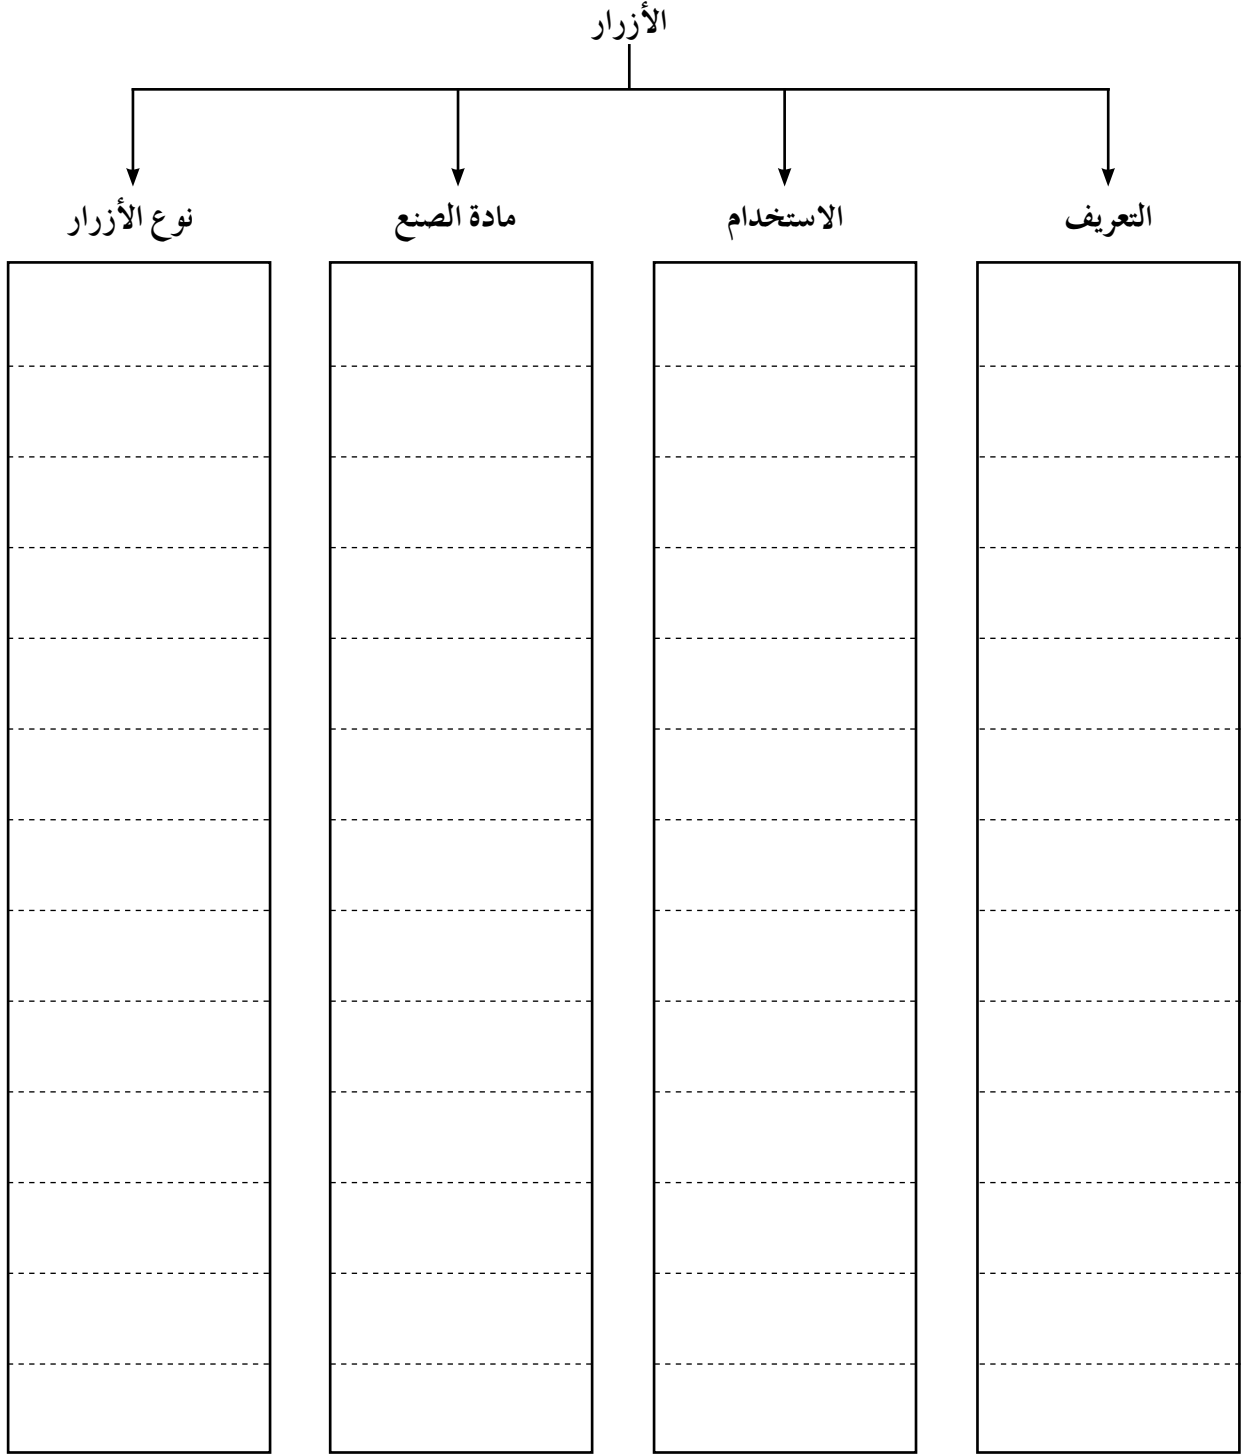 الأزرار
التعريف
الاستخدام
مادة الصنع
نوع الأزرار